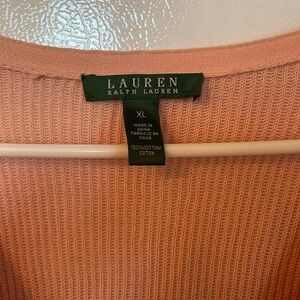 LAUREN
RALPH LAUREN
XL
MADE IN
CHINA
FABRIQUE EN
CHINE
100% COTTON/
COTON